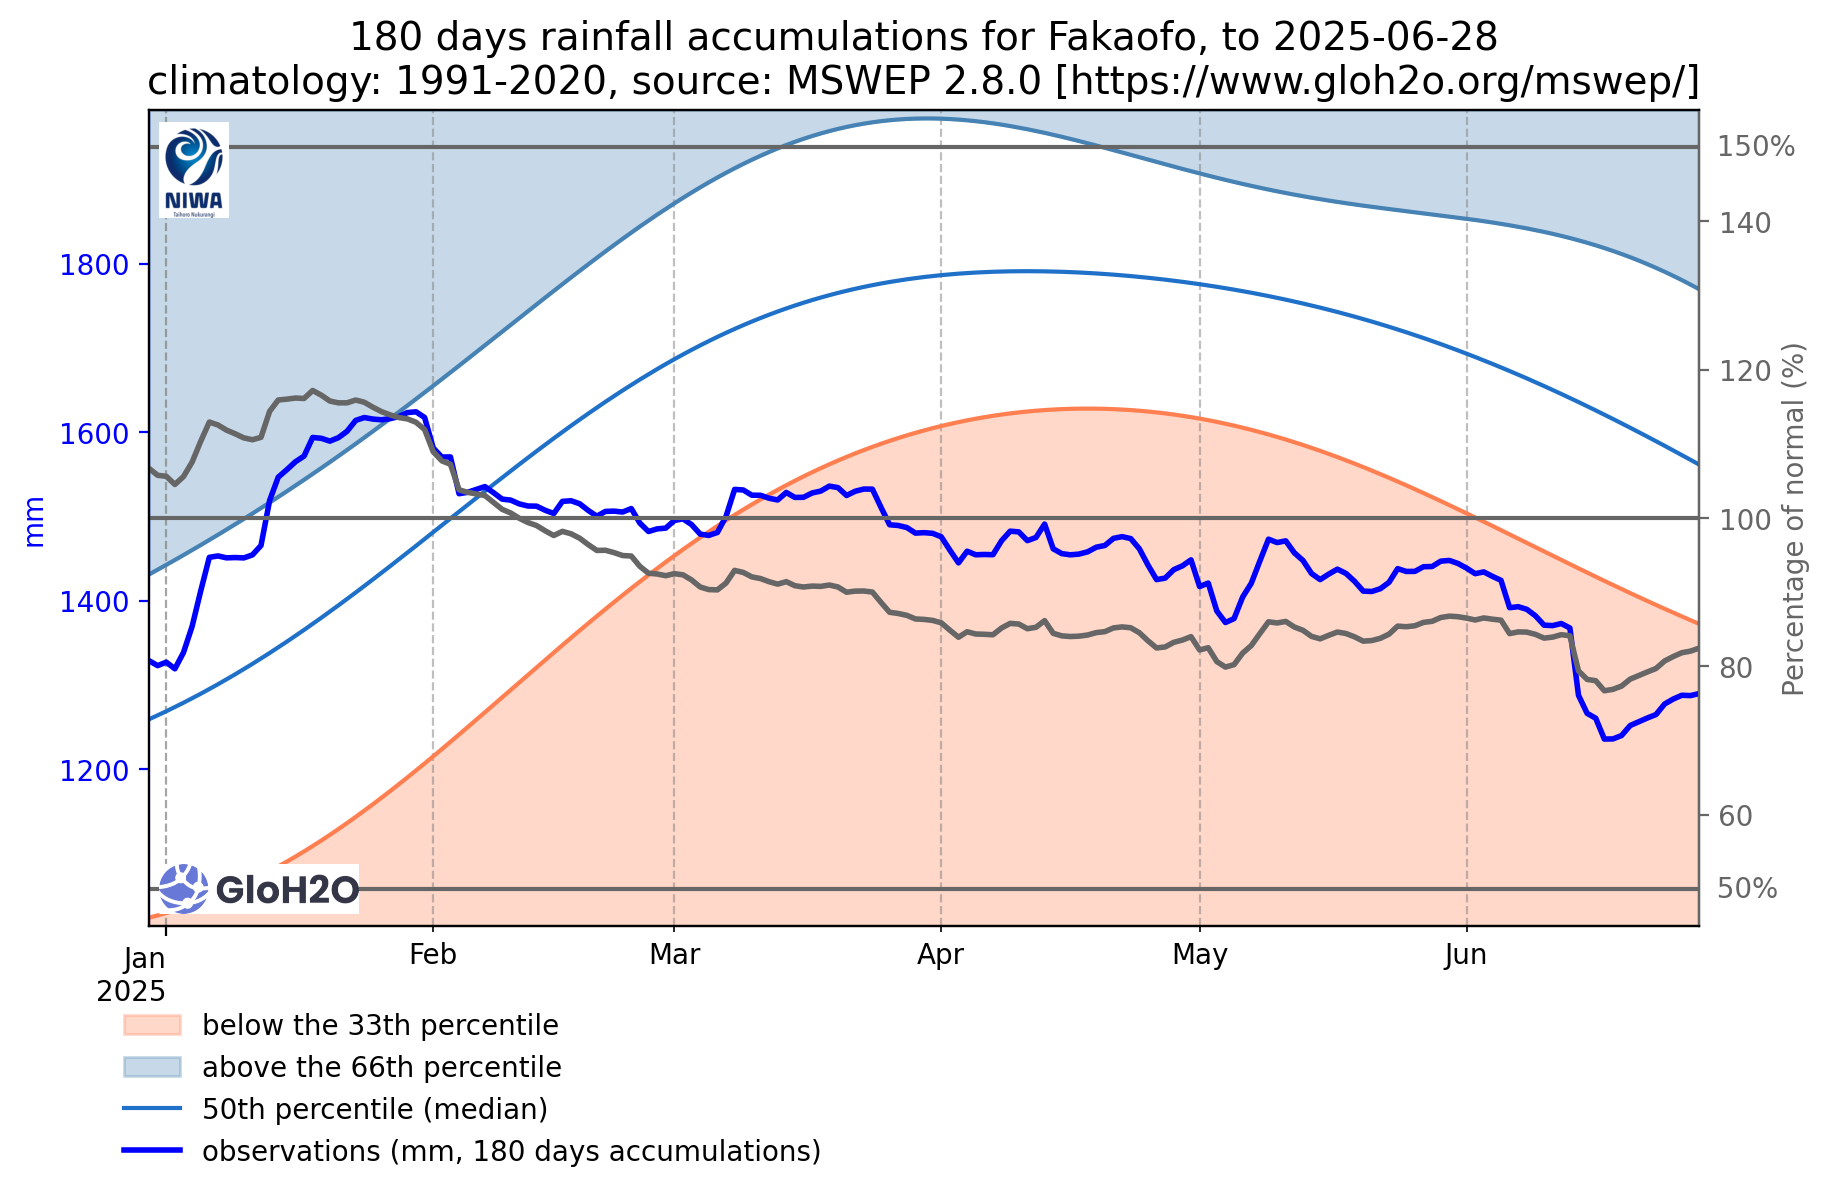 180 days rainfall accumulations for Fakaofo, to 2025-06-28
climatology: 1991-2020, source: MSWEP 2.8.0 [https://www.gloh2o.org/mswep/]
NIWA
Taihoro Nukurangi
150%
140
120
100
80
60
50%
Percentage of normal (%)
1800
1600
1400
1200
mm
GloH2O
Jan
2025
Feb
Mar
Apr
May
Jun
below the 33th percentile
above the 66th percentile
50th percentile (median)
observations (mm, 180 days accumulations)